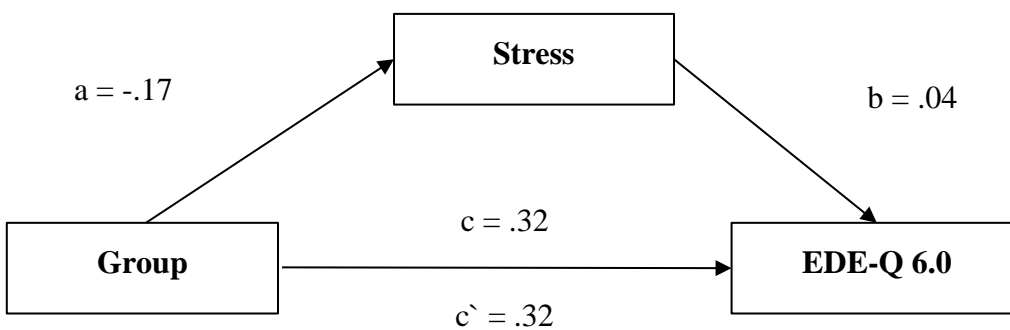 Stress
a = -.17
b = .04
c = .32
Group
EDE-Q 6.0
c` = .32